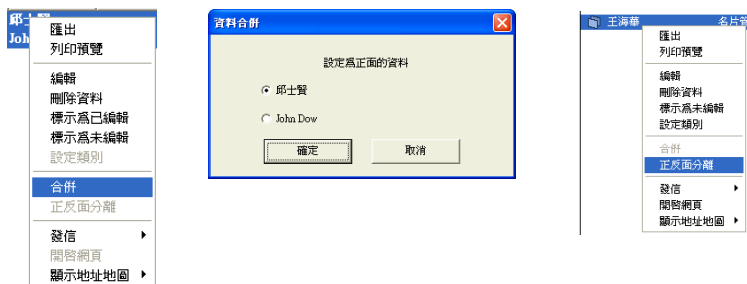 邱士賢
Joh
匯出
列印預覽
編輯
刪除資料
標示爲已編輯
標示爲未編輯
設定類別
合併
正反面分離
發信
開啓網頁
顯示地址地圖
資料合併
設定爲正面的資料
邱士賢
John Dow
確定
取消
王海華
名片管
匯出
列印預覽
編輯
刪除資料
標示爲未編輯
設定類別
合併
正反面分離
發信
開啓網頁
顯示地址地圖